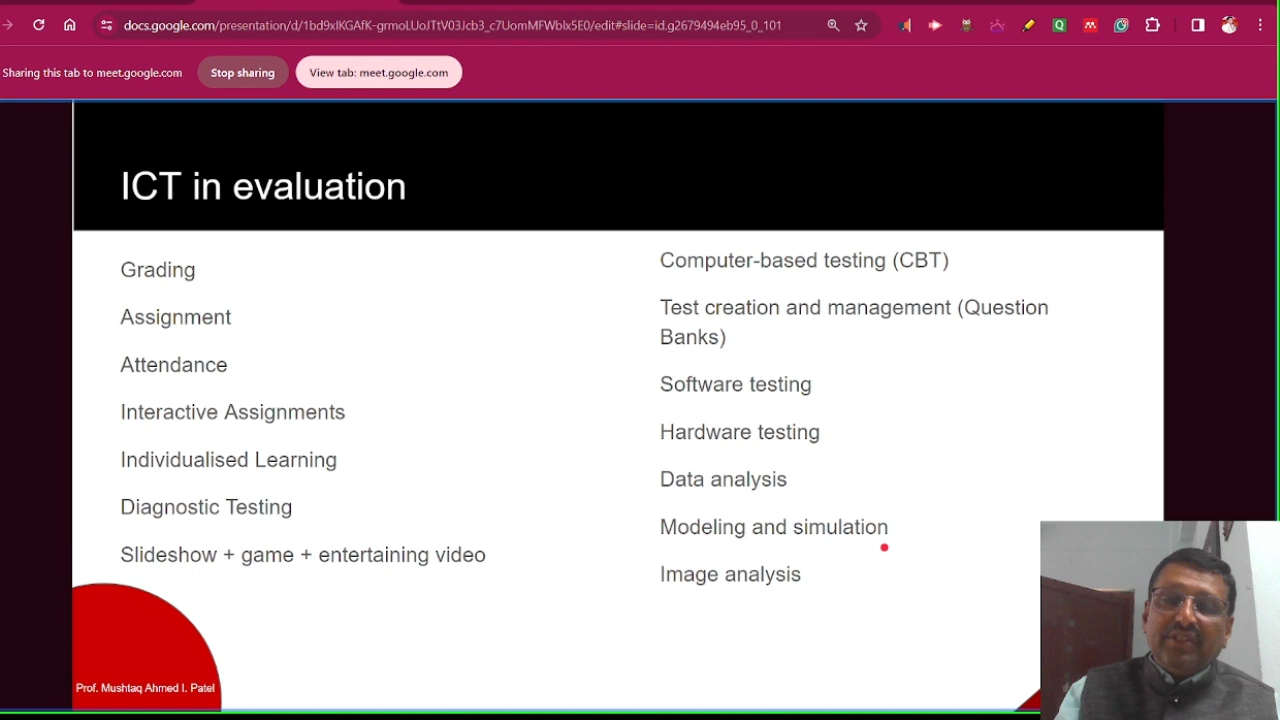 docs.google.com/presentation/d/1bd9xIKGAfK-grmoLUoJTtV03Jcb3_c7UomMFWblx5E0/edit#slide=id.g2679494eb95_0_101
Sharing this tab to meet.google.com
Stop sharing
View tab: meet.google.com
ICT in evaluation
Grading
Assignment
Attendance
Interactive Assignments
Individualised Learning
Diagnostic Testing
Slideshow + game + entertaining video
Computer-based testing (CBT)
Test creation and management (Question
Banks)
Software testing
Hardware testing
Data analysis
Modeling and simulation
Image analysis
Prof. Mushtaq Ahmed I. Patel